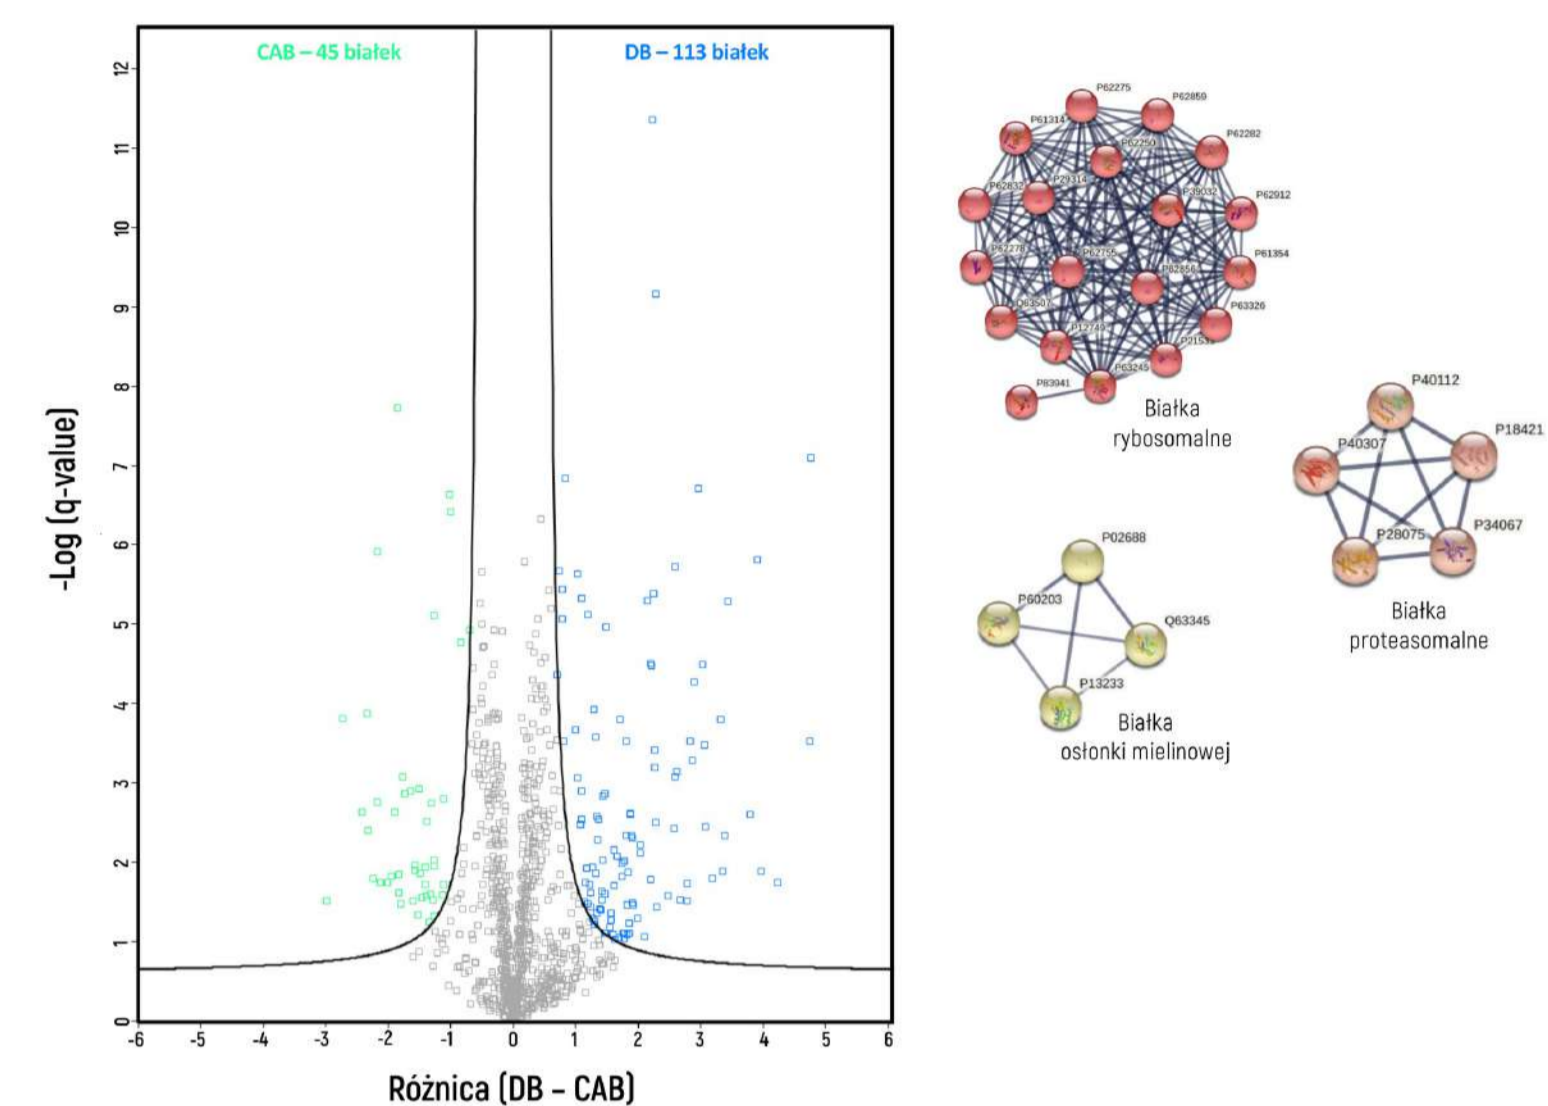 CAB – 45 białek
DB – 113 białek
-Log (q-value)
12
11
10
9
8
7
6
5
4
3
2
1
0
-6 -5 -4 -3 -2 -1 0 1 2 3 4 5 6
Różnica (DB – CAB)
P62275
P62859
P61314
P62282
P62250
P62832
P29314
P39032
P62912
P62278
P62755
P61354
Q63507
P63326
P12749
P63245
P83941
Białka
rybosomalne
P40112
P18421
P40307
P28075
P34067
Białka
proteasomalne
P02688
P60203
Q63345
P13233
Białka
osłonki mielinowej